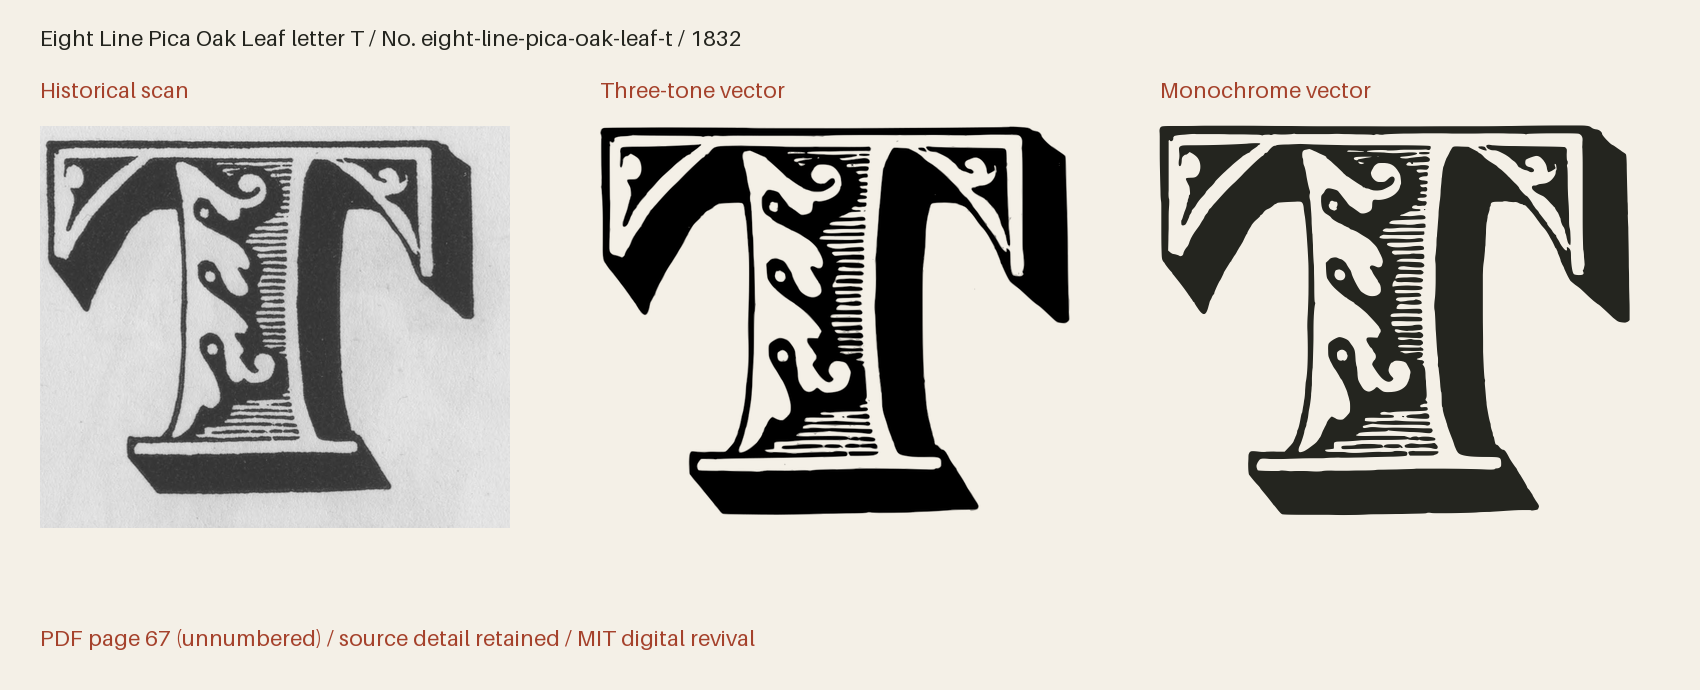 Eight Line Pica Oak Leaf letter T / No. eight-line-pica-oak-leaf-t / 1832
Historical scan
Three-tone vector
Monochrome vector
T
T
T
PDF page 67 (unnumbered) / source detail retained / MIT digital revival